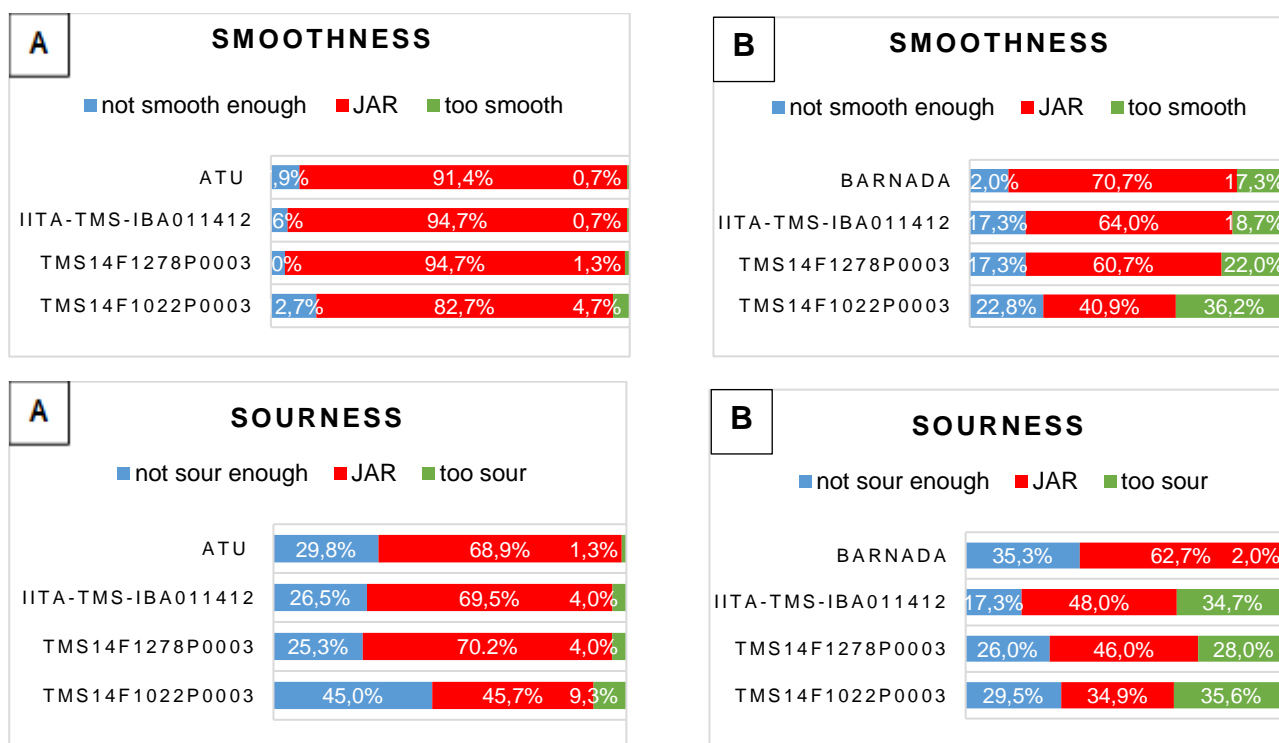 A
SMOOTHNESS
not smooth enough JAR too smooth
ATU ,9% 91,4% 0,7%
IITA-TMS-IBA011412 6% 94,7% 0,7%
TMS14F1278P0003 0% 94,7% 1,3%
TMS14F1022P0003 2,7% 82,7% 4,7%
B
SMOOTHNESS
not smooth enough JAR too smooth
BARNADA 2,0% 70,7% 17,3%
IITA-TMS-IBA011412 17,3% 64,0% 18,7%
TMS14F1278P0003 17,3% 60,7% 22,0%
TMS14F1022P0003 22,8% 40,9% 36,2%
A
SOURNESS
not sour enough JAR too sour
ATU 29,8% 68,9% 1,3%
IITA-TMS-IBA011412 26,5% 69,5% 4,0%
TMS14F1278P0003 25,3% 70.2% 4,0%
TMS14F1022P0003 45,0% 45,7% 9,3%
B
SOURNESS
not sour enough JAR too sour
BARNADA 35,3% 62,7% 2,0%
IITA-TMS-IBA011412 17,3% 48,0% 34,7%
TMS14F1278P0003 26,0% 46,0% 28,0%
TMS14F1022P0003 29,5% 34,9% 35,6%